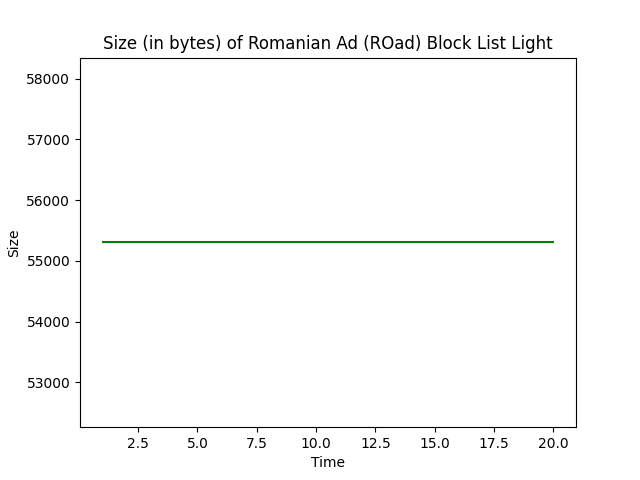 Size (in bytes) of Romanian Ad (ROad) Block List Light
58000
57000
56000
55000
54000
53000
Size
2.5 5.0 7.5 10.0 12.5 15.0 17.5 20.0
Time